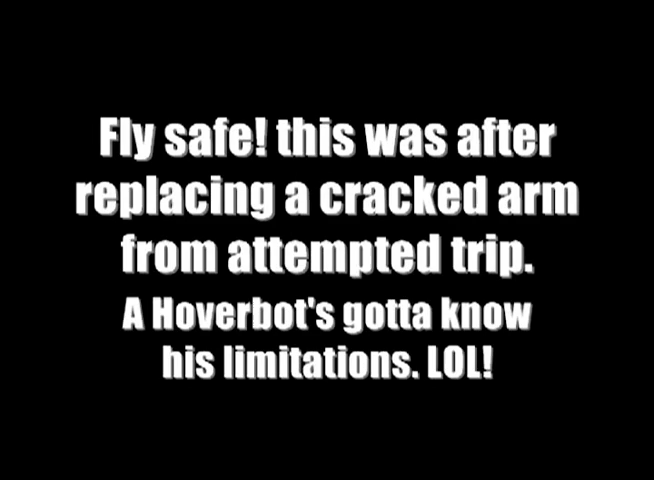 Fly safe! this was after
replacing a cracked arm
from attempted trip.
A Hoverbot's gotta know
his limitations. LOL!